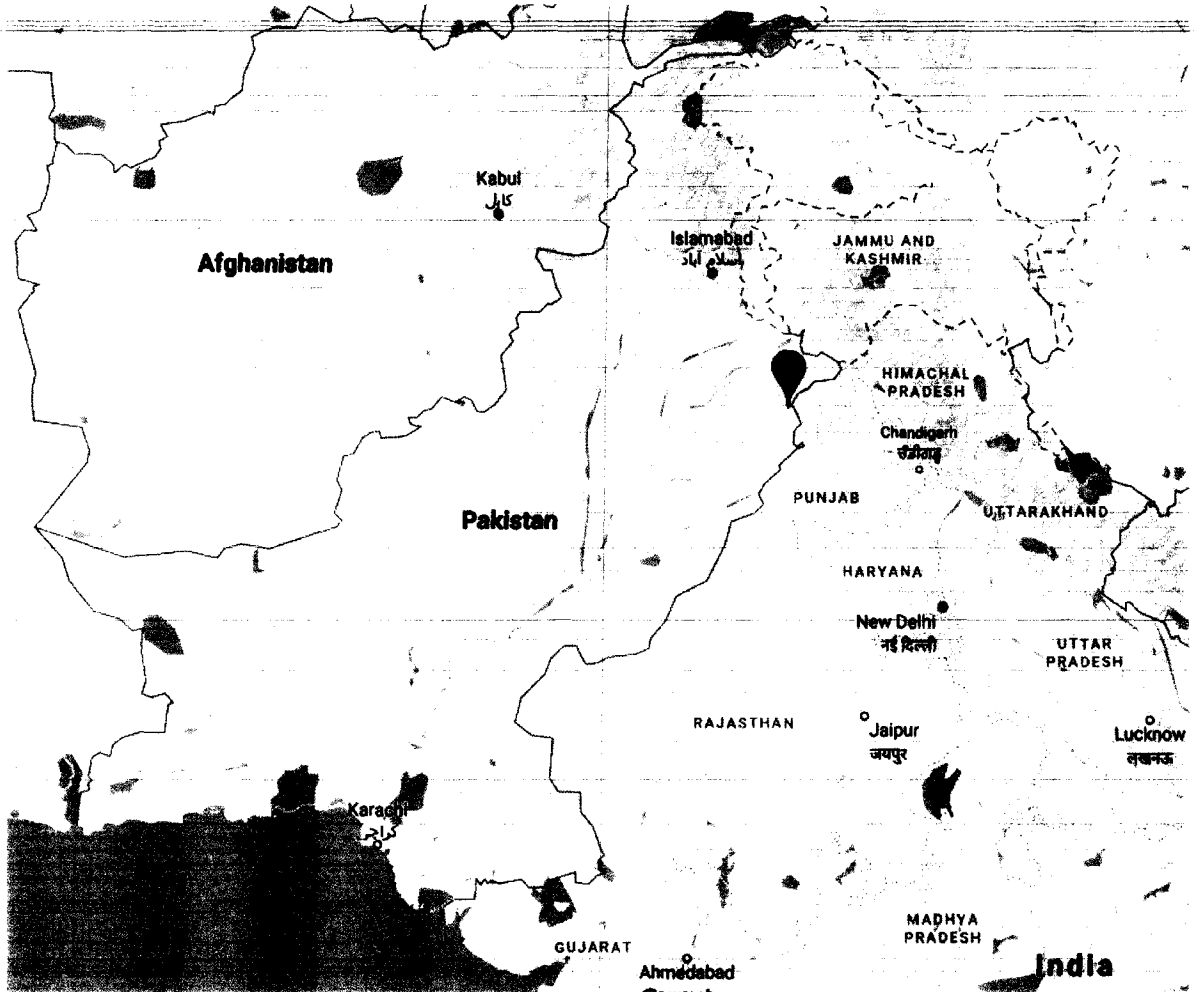 Kabul
کابل
Afghanistan
Islamabad
اسلام آباد
JAMMU AND
KASHMIR
HIMACHAL
PRADESH
Chandigarh
चंडीगढ़
PUNJAB
Pakistan
UTTARAKHAND
HARYANA
New Delhi
नई दिल्ली
UTTAR
PRADESH
RAJASTHAN
Jaipur
जयपुर
Lucknow
लखनऊ
Karachi
کراچی
MADHYA
PRADESH
GUJARAT
India
Ahmedabad